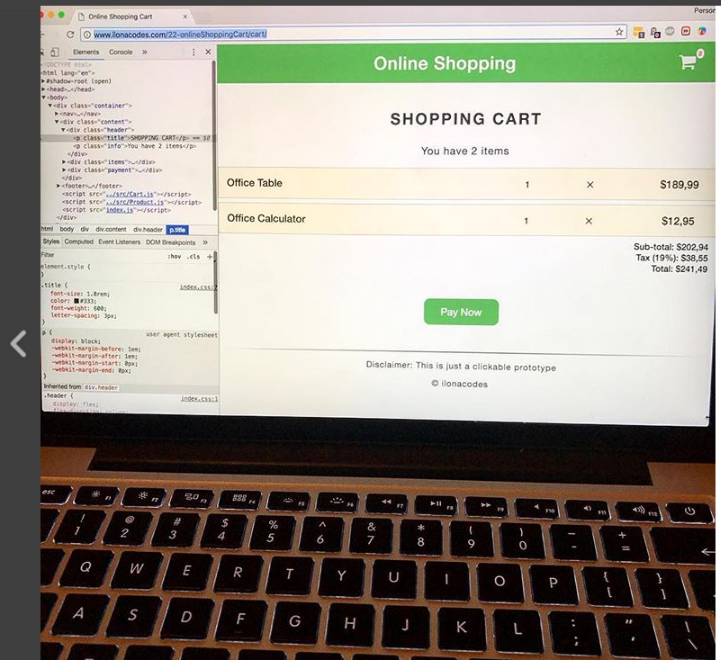 Online Shopping Cart
Person
www.ilonacodes.com/22-onlineShoppingCart/cart/
Elements Console »
<!DOCTYPE html>
<html lang="en">
#shadow-root (open)
<head>…</head>
<body>
<div class="container">
<nav>…</nav>
<div class="content">
<div class="header">
<p class="title">SHOPPING CART</p> == $0
<p class="info">You have 2 items</p>
</div>
<div class="items">…</div>
<div class="payment">…</div>
</div>
<footer>…</footer>
<script src="../src/Cart.js"></script>
<script src="../src/Product.js"></script>
<script src="index.js"></script>
</div>
html body div div.content div.header p.title
Styles Computed Event Listeners DOM Breakpoints »
Filter :hov .cls +
element.style {
}
.title { index.css:2
font-size: 1.8rem;
color: #333;
font-weight: 600;
letter-spacing: 3px;
}
p { user agent stylesheet
display: block;
-webkit-margin-before: 1em;
-webkit-margin-after: 1em;
-webkit-margin-start: 0px;
-webkit-margin-end: 0px;
}
Inherited from div.header
.header { index.css:1
display: flex;
Online Shopping
2
SHOPPING CART
You have 2 items
Office Table 1 × $189,99
Office Calculator 1 × $12,95
Sub-total: $202,94
Tax (19%): $38,55
Total: $241,49
Pay Now
Disclaimer: This is just a clickable prototype
© ilonacodes
esc F1 F2 F3 F4 F5 F6 F7 F8 F9 F10 F11 F12
! @ # $ % ^ & * ( ) _ +
1 2 3 4 5 6 7 8 9 0 - =
Q W E R T Y U I O P { [ } ]
A S D F G H J K L : ; " ' | \